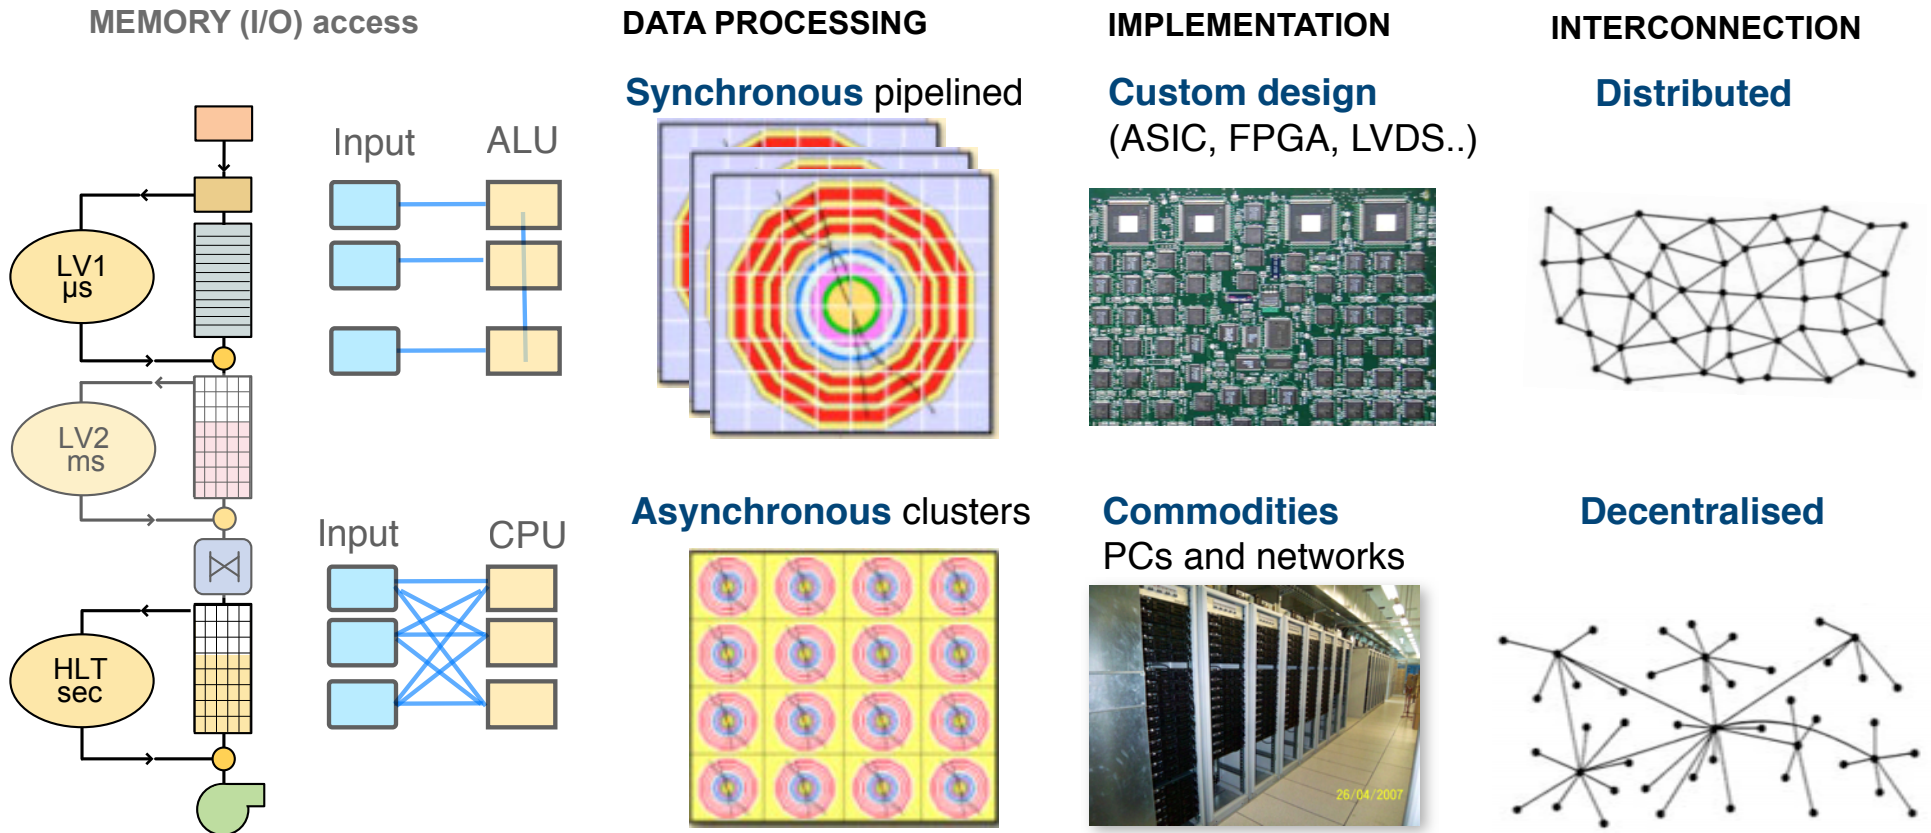 MEMORY (I/O) access
DATA PROCESSING
IMPLEMENTATION
INTERCONNECTION
Synchronous pipelined
Custom design
(ASIC, FPGA, LVDS..)
Distributed
Input
ALU
LV1
µs
LV2
ms
Asynchronous clusters
Commodities
PCs and networks
Decentralised
Input
CPU
HLT
sec
26/04/2007